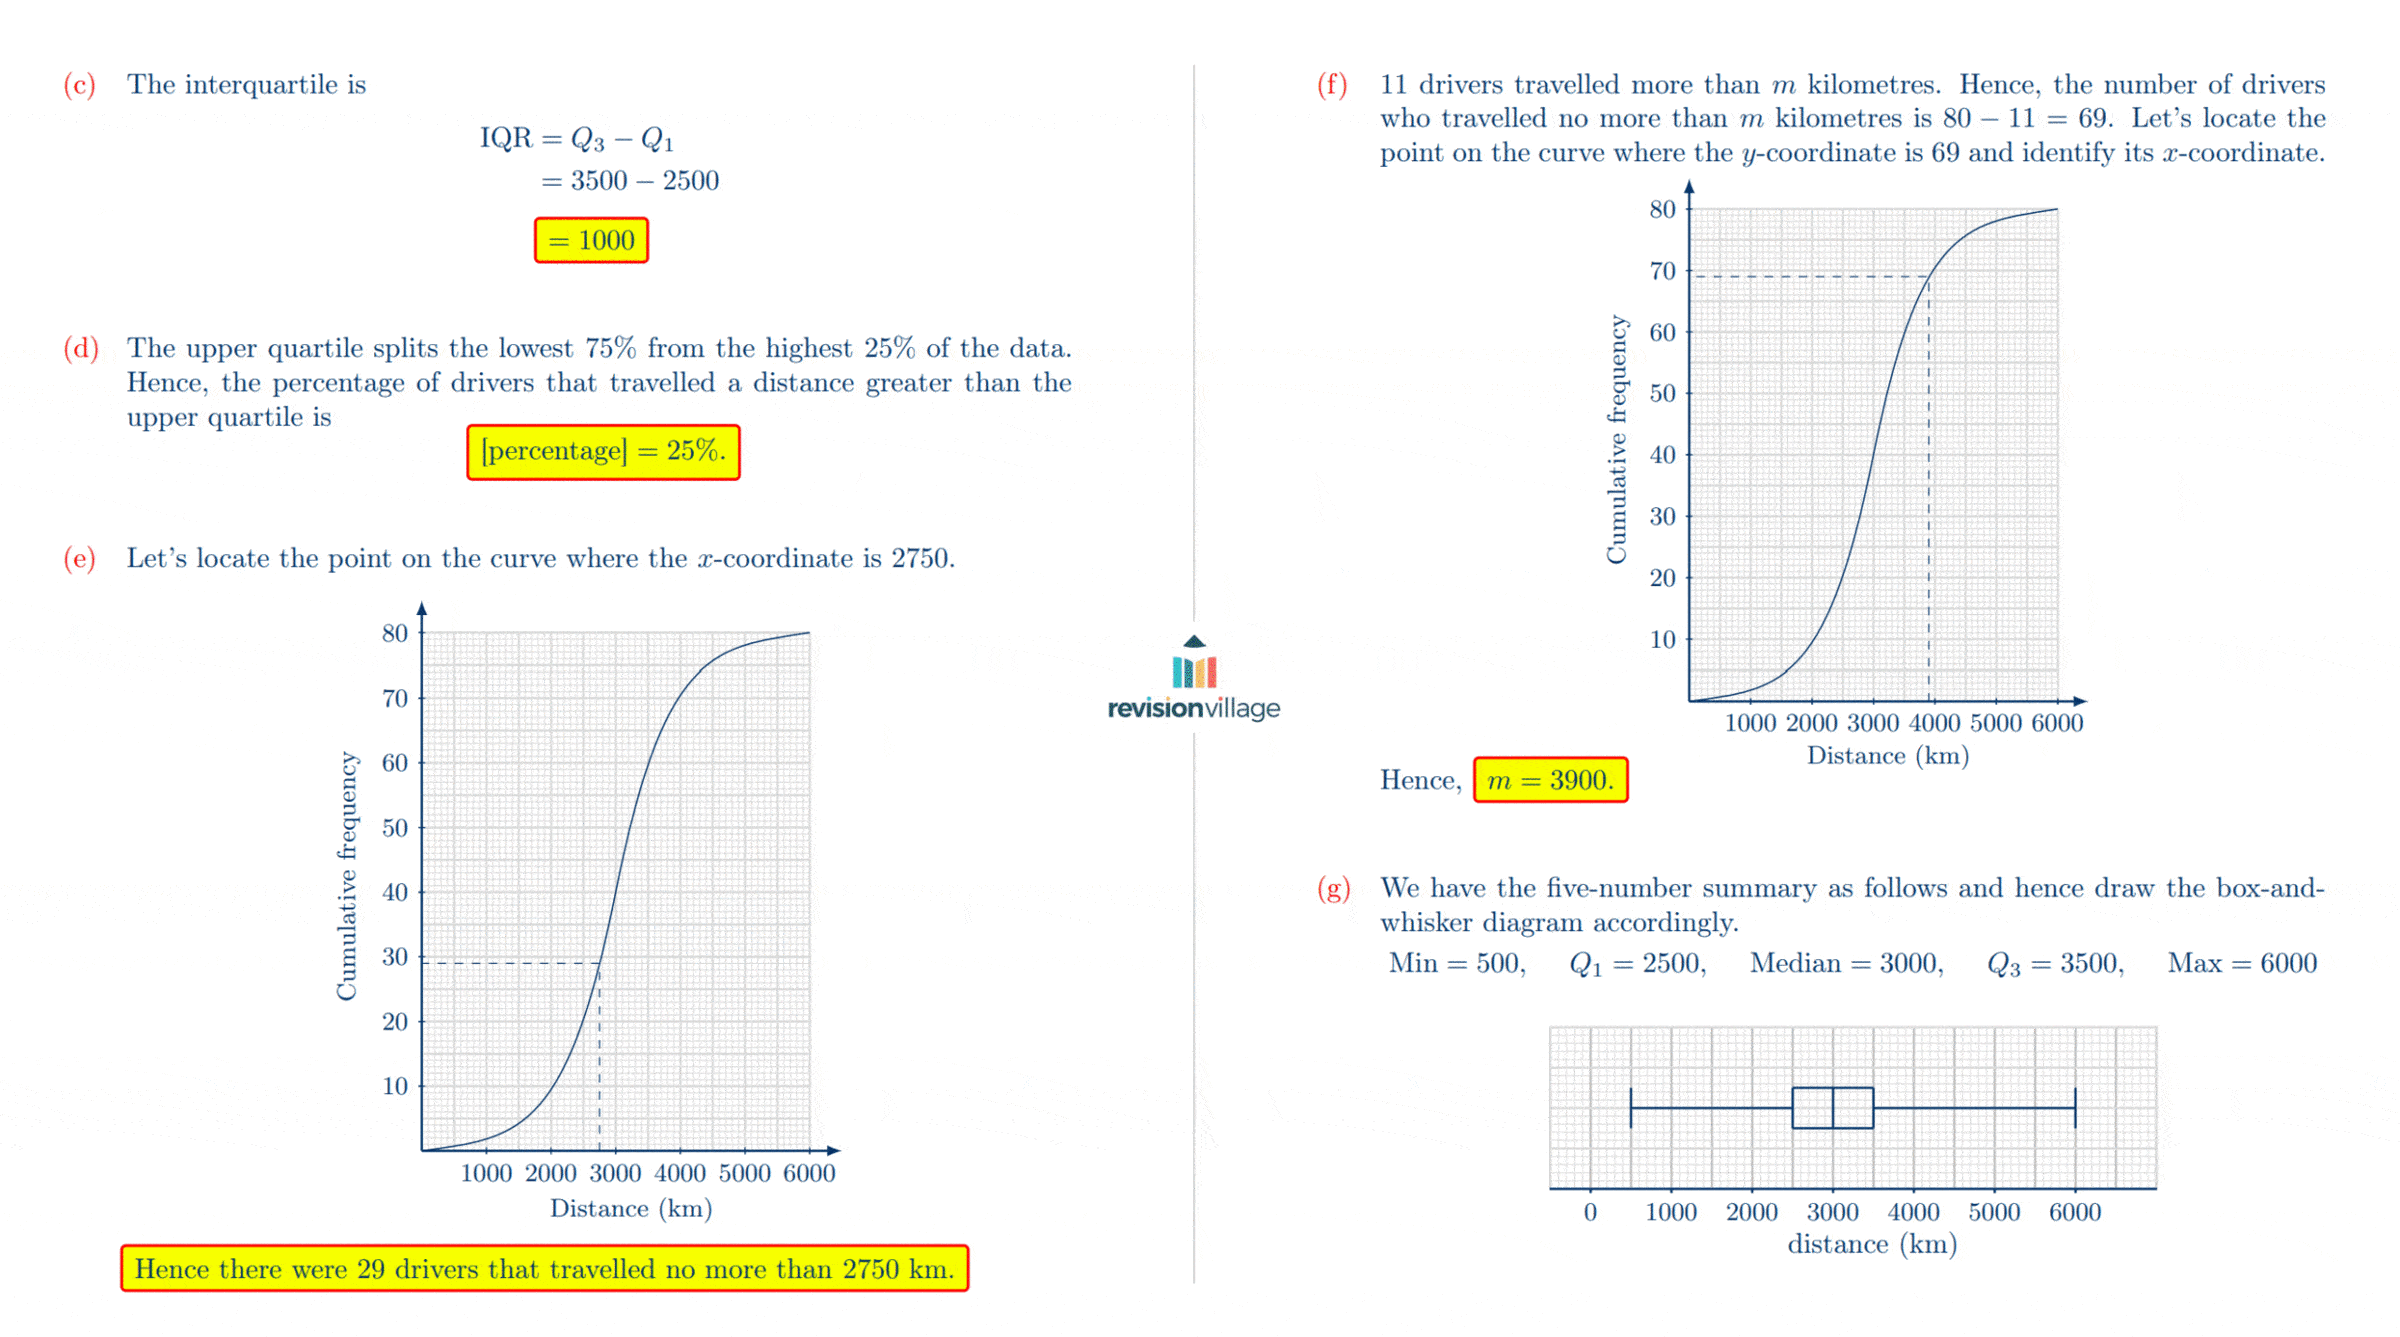 (c) The interquartile is
IQR = Q₃ − Q₁
= 3500 − 2500
= 1000
(d) The upper quartile splits the lowest 75% from the highest 25% of the data.
Hence, the percentage of drivers that travelled a distance greater than the
upper quartile is
[percentage] = 25%.
(e) Let's locate the point on the curve where the x-coordinate is 2750.
80
70
60
50
40
30
20
10
Cumulative frequency
1000 2000 3000 4000 5000 6000
Distance (km)
Hence there were 29 drivers that travelled no more than 2750 km.
revisionvillage
(f) 11 drivers travelled more than m kilometres. Hence, the number of drivers
who travelled no more than m kilometres is 80 − 11 = 69. Let's locate the
point on the curve where the y-coordinate is 69 and identify its x-coordinate.
80
70
60
50
40
30
20
10
Cumulative frequency
1000 2000 3000 4000 5000 6000
Distance (km)
Hence, m = 3900.
(g) We have the five-number summary as follows and hence draw the box-and-
whisker diagram accordingly.
Min = 500, Q₁ = 2500, Median = 3000, Q₃ = 3500, Max = 6000
0 1000 2000 3000 4000 5000 6000
distance (km)